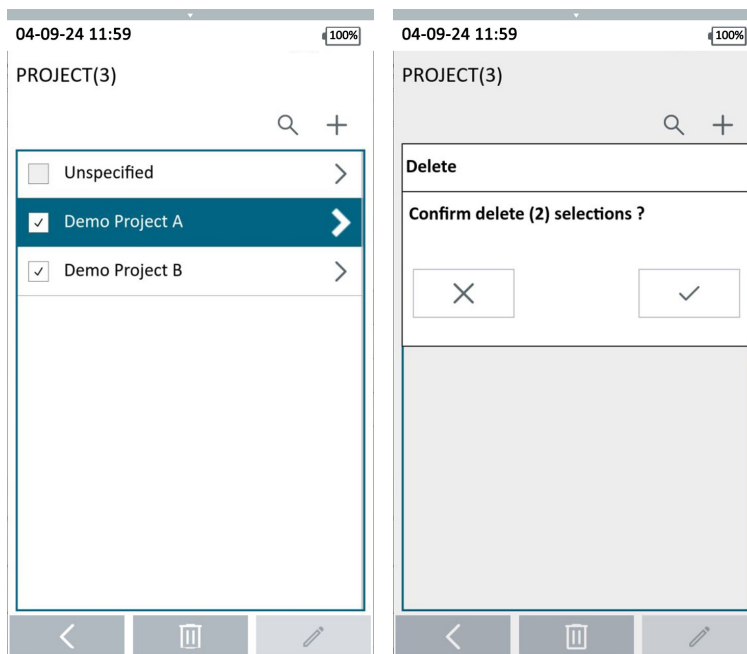 04-09-24 11:59
100%
PROJECT(3)
Unspecified
Demo Project A
Demo Project B
04-09-24 11:59
100%
PROJECT(3)
Delete
Confirm delete (2) selections ?